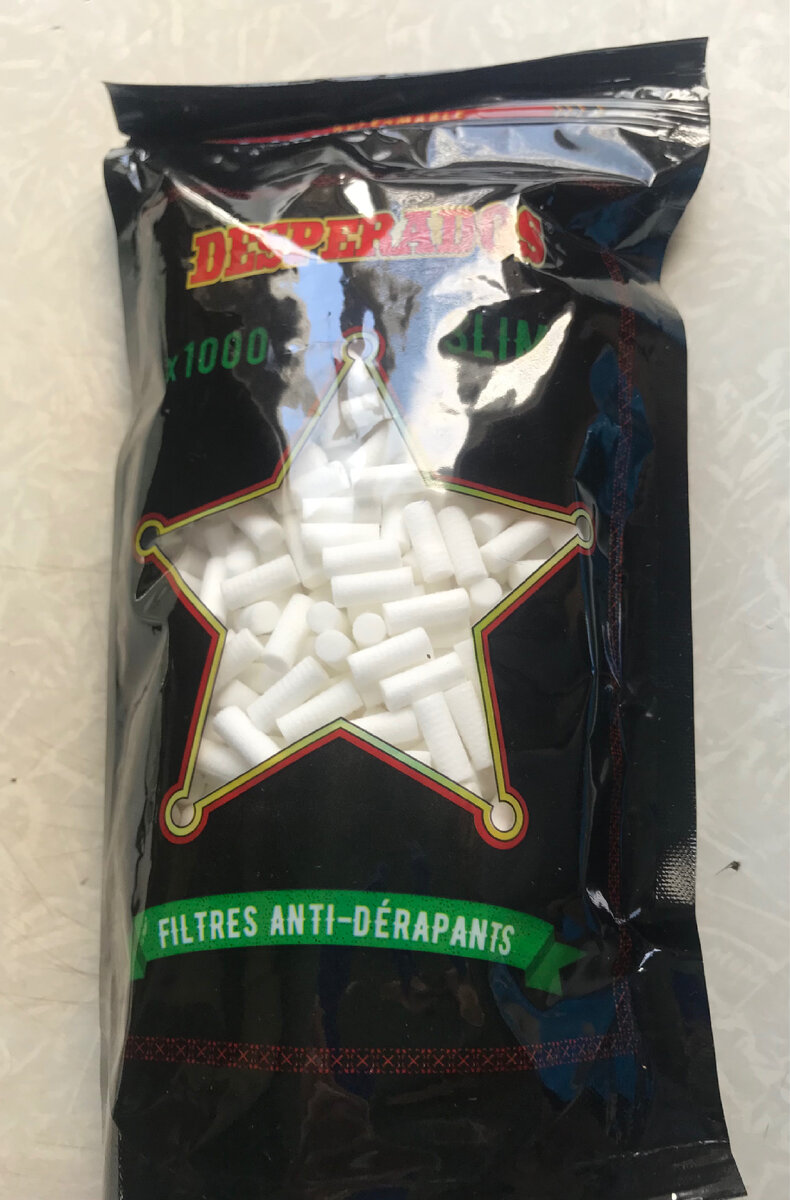 DESPERADOS
x1000 SLIM
FILTRES ANTI-DÉRAPANTS